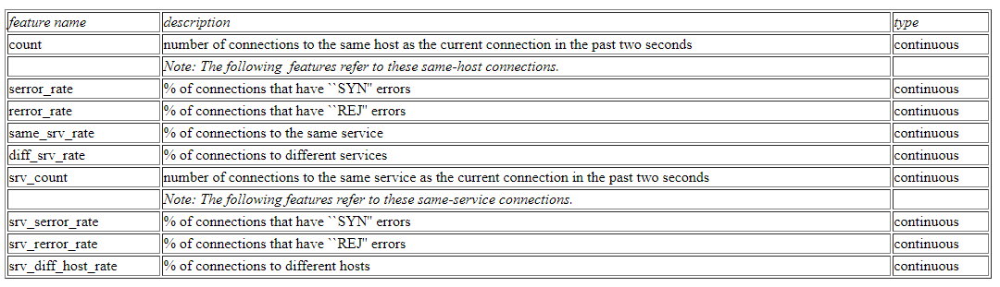 feature name description type
count number of connections to the same host as the current connection in the past two seconds continuous
Note: The following  features refer to these same-host connections.
serror_rate % of connections that have ``SYN'' errors continuous
rerror_rate % of connections that have ``REJ'' errors continuous
same_srv_rate % of connections to the same service continuous
diff_srv_rate % of connections to different services continuous
srv_count number of connections to the same service as the current connection in the past two seconds continuous
Note: The following features refer to these same-service connections.
srv_serror_rate % of connections that have ``SYN'' errors continuous
srv_rerror_rate % of connections that have ``REJ'' errors continuous
srv_diff_host_rate % of connections to different hosts continuous